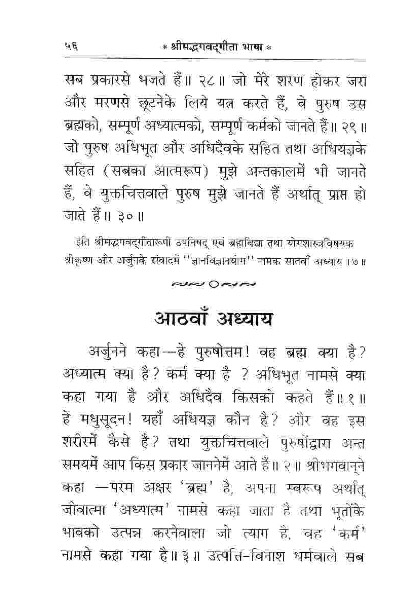 ५६ * श्रीमद्भगवद्‌गीता भाषा *
सब प्रकारसे भजते हैं॥ २८॥ जो मेरे शरण होकर जरा
और मरणसे छूटनेके लिये यत्न करते हैं, वे पुरुष उस
ब्रह्मको, सम्पूर्ण अध्यात्मको, सम्पूर्ण कर्मको जानते हैं॥ २९॥
जो पुरुष अधिभूत और अधिदैवके सहित तथा अधियज्ञके
सहित (सबका आत्मरूप) मुझे अन्तकालमें भी जानते
हैं, वे युक्तचित्तवाले पुरुष मुझे जानते हैं अर्थात् प्राप्त हो
जाते हैं॥ ३०॥
इति श्रीमद्भगवद्‌गीतारूपी उपनिषद् एवं ब्रह्मविद्या तथा योगशास्त्रविषयक
श्रीकृष्ण और अर्जुनके संवादमें "ज्ञानविज्ञानयोग" नामक सातवाँ अध्याय॥७॥
आठवाँ अध्याय
अर्जुनने कहा—हे पुरुषोत्तम! वह ब्रह्म क्या है?
अध्यात्म क्या है? कर्म क्या है ? अधिभूत नामसे क्या
कहा गया है और अधिदैव किसको कहते हैं॥ १॥
हे मधुसूदन! यहाँ अधियज्ञ कौन है? और वह इस
शरीरमें कैसे है? तथा युक्तचित्तवाले पुरुषोंद्वारा अन्त
समयमें आप किस प्रकार जाननेमें आते हैं॥ २॥ श्रीभगवान्‌ने
कहा —परम अक्षर 'ब्रह्म' है, अपना स्वरूप अर्थात्
जीवात्मा 'अध्यात्म' नामसे कहा जाता है तथा भूतोंके
भावको उत्पन्न करनेवाला जो त्याग है, वह 'कर्म'
नामसे कहा गया है॥ ३॥ उत्पत्ति-विनाश धर्मवाले सब